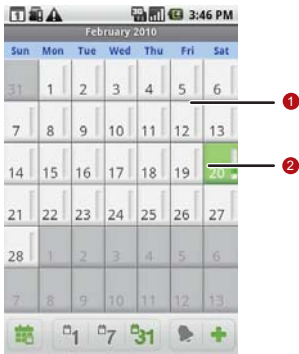 1 3G 3:46 PM
February 2010
Sun Mon Tue Wed Thu Fri Sat
31 1 2 3 4 5 6
1
7 8 9 10 11 12 13
2
14 15 16 17 18 19 20
21 22 23 24 25 26 27
28 1 2 3 4 5 6
7 8 9 10 11 12 13
1 7 31